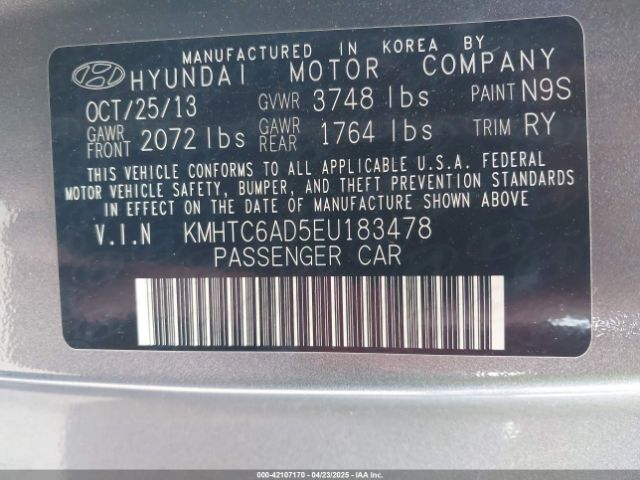 MANUFACTURED IN KOREA BY
HYUNDAI MOTOR COMPANY
OCT/25/13 GVWR 3748 lbs PAINT N9S
GAWR FRONT 2072 lbs GAWR REAR 1764 lbs TRIM RY
THIS VEHICLE CONFORMS TO ALL APPLICABLE U.S.A. FEDERAL
MOTOR VEHICLE SAFETY, BUMPER, AND THEFT PREVENTION STANDARDS
IN EFFECT ON THE DATE OF MANUFACTURE SHOWN ABOVE
V.I.N KMHTC6AD5EU183478
PASSENGER CAR
000-42107170 - 04/23/2025 - IAAI.COM